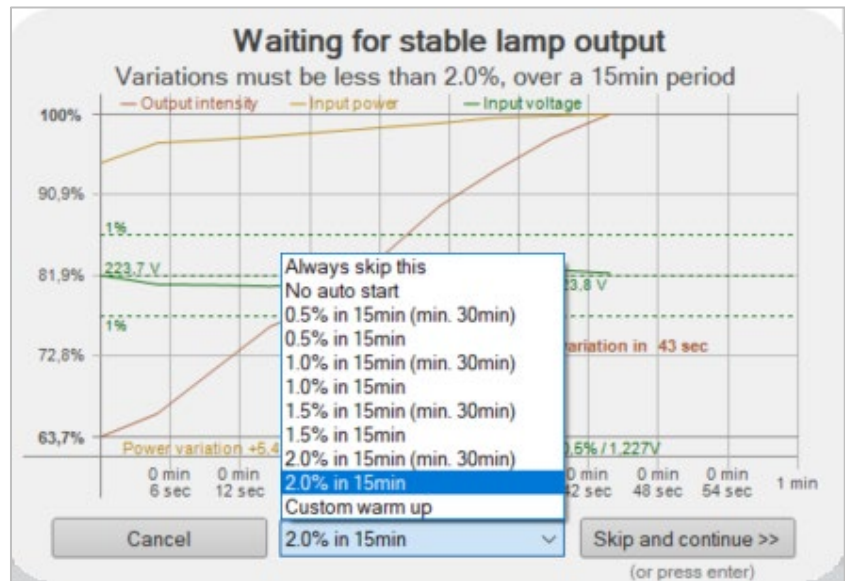 Waiting for stable lamp output
Variations must be less than 2.0%, over a 15min period
Output intensity Input power Input voltage
100%
90,9%
1%
81,9%
223,7 V
23,8 V
1%
72,8%
variation in 43 sec
63,7%
Power variation +5,4
0,5% / 1,227V
0 min 0 min 0 min 0 min 0 min
6 sec 12 sec 42 sec 48 sec 54 sec 1 min
Always skip this
No auto start
0.5% in 15min (min. 30min)
0.5% in 15min
1.0% in 15min (min. 30min)
1.0% in 15min
1.5% in 15min (min. 30min)
1.5% in 15min
2.0% in 15min (min. 30min)
2.0% in 15min
Custom warm up
Cancel
2.0% in 15min
Skip and continue >>
(or press enter)